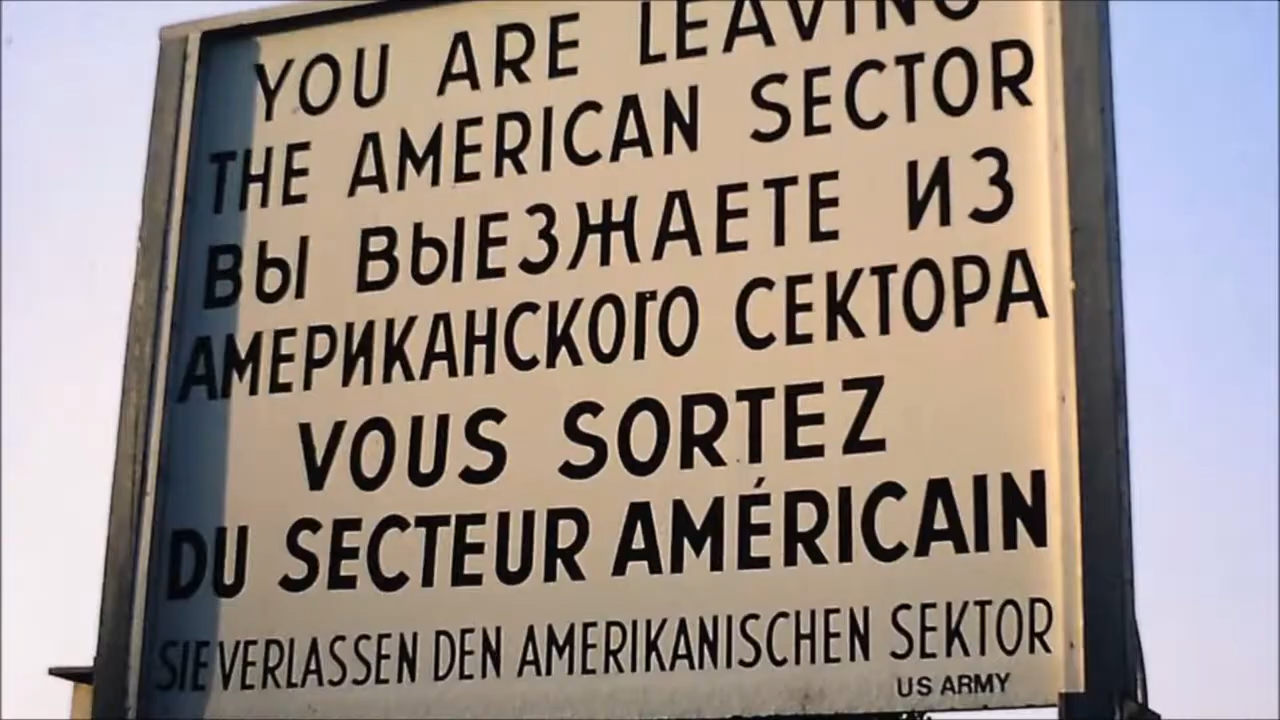 YOU ARE LEAVING
THE AMERICAN SECTOR
ВЫ ВЫЕЗЖАЕТЕ ИЗ
АМЕРИКАНСКОГО СЕКТОРА
VOUS SORTEZ
DU SECTEUR AMÉRICAIN
SIE VERLASSEN DEN AMERIKANISCHEN SEKTOR
US ARMY